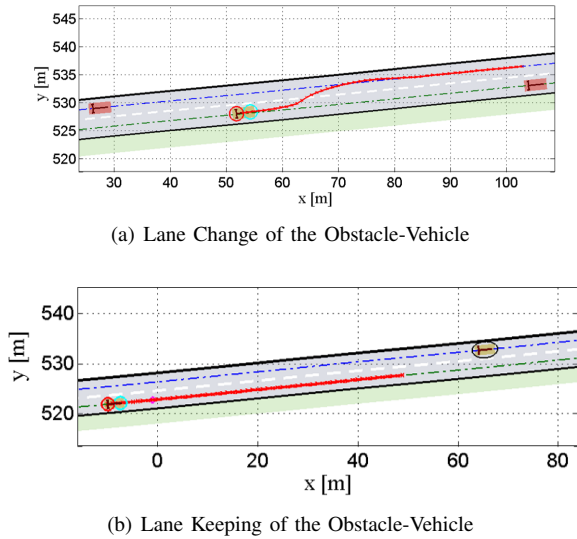 545
540
535
530
525
520
y [m]
30 40 50 60 70 80 90 100
x [m]
(a) Lane Change of the Obstacle-Vehicle
540
530
520
y [m]
0 20 40 60 80
x [m]
(b) Lane Keeping of the Obstacle-Vehicle